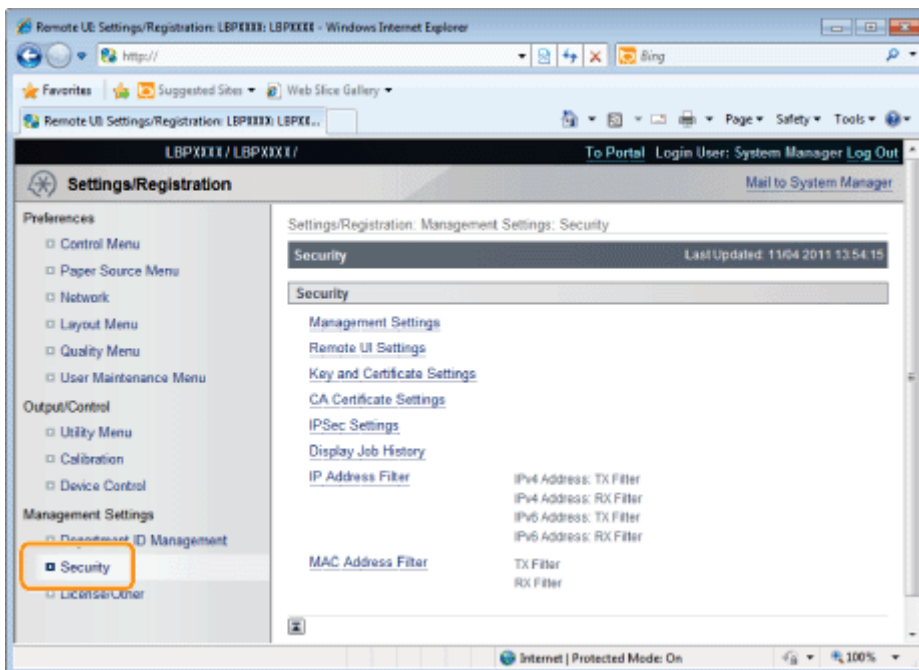 Remote UI: Settings/Registration: LBPXXXX: LBPXXXX - Windows Internet Explorer
http://
Bing
Favorites Suggested Sites Web Slice Gallery
Remote UI: Settings/Registration: LBPXXXX: LBPXX... Page Safety Tools
LBPXXXX / LBPXXXX / To Portal Login User: System Manager Log Out
Settings/Registration Mail to System Manager
Preferences
Control Menu
Paper Source Menu
Network
Layout Menu
Quality Menu
User Maintenance Menu
Output/Control
Utility Menu
Calibration
Device Control
Management Settings
Department ID Management
Security
License/Other
Settings/Registration: Management Settings: Security
Security Last Updated: 11/04 2011 13:54:15
Security
Management Settings
Remote UI Settings
Key and Certificate Settings
CA Certificate Settings
IPSec Settings
Display Job History
IP Address Filter IPv4 Address: TX Filter
IPv4 Address: RX Filter
IPv6 Address: TX Filter
IPv6 Address: RX Filter
MAC Address Filter TX Filter
RX Filter
Internet | Protected Mode: On 100%